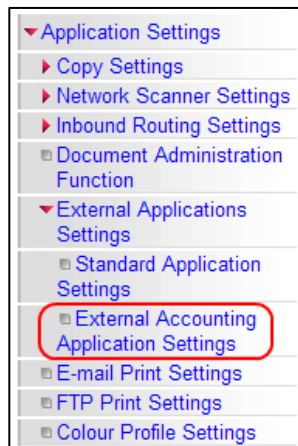 Application Settings
Copy Settings
Network Scanner Settings
Inbound Routing Settings
Document Administration
Function
External Applications
Settings
Standard Application
Settings
External Accounting
Application Settings
E-mail Print Settings
FTP Print Settings
Colour Profile Settings